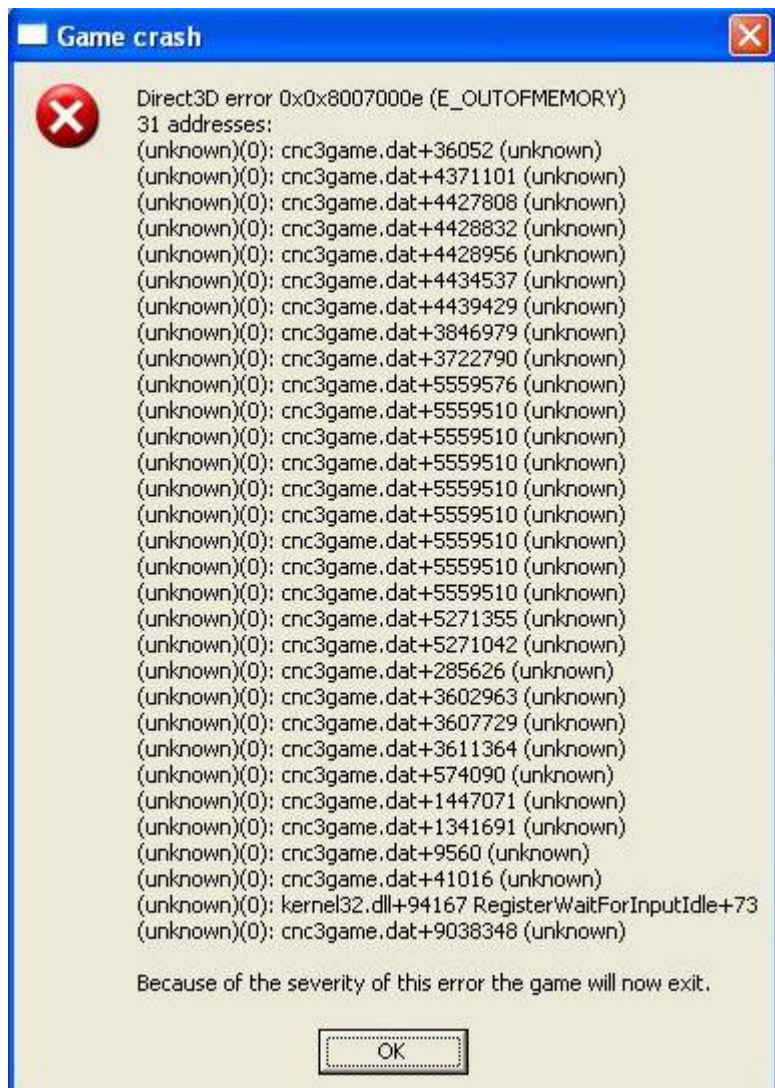 Game crash
Direct3D error 0x0x8007000e (E_OUTOFMEMORY)
31 addresses:
(unknown)(0): cnc3game.dat+36052 (unknown)
(unknown)(0): cnc3game.dat+4371101 (unknown)
(unknown)(0): cnc3game.dat+4427808 (unknown)
(unknown)(0): cnc3game.dat+4428832 (unknown)
(unknown)(0): cnc3game.dat+4428956 (unknown)
(unknown)(0): cnc3game.dat+4434537 (unknown)
(unknown)(0): cnc3game.dat+4439429 (unknown)
(unknown)(0): cnc3game.dat+3846979 (unknown)
(unknown)(0): cnc3game.dat+3722790 (unknown)
(unknown)(0): cnc3game.dat+5559576 (unknown)
(unknown)(0): cnc3game.dat+5559510 (unknown)
(unknown)(0): cnc3game.dat+5559510 (unknown)
(unknown)(0): cnc3game.dat+5559510 (unknown)
(unknown)(0): cnc3game.dat+5559510 (unknown)
(unknown)(0): cnc3game.dat+5559510 (unknown)
(unknown)(0): cnc3game.dat+5559510 (unknown)
(unknown)(0): cnc3game.dat+5559510 (unknown)
(unknown)(0): cnc3game.dat+5559510 (unknown)
(unknown)(0): cnc3game.dat+5271355 (unknown)
(unknown)(0): cnc3game.dat+5271042 (unknown)
(unknown)(0): cnc3game.dat+285626 (unknown)
(unknown)(0): cnc3game.dat+3602963 (unknown)
(unknown)(0): cnc3game.dat+3607729 (unknown)
(unknown)(0): cnc3game.dat+3611364 (unknown)
(unknown)(0): cnc3game.dat+574090 (unknown)
(unknown)(0): cnc3game.dat+1447071 (unknown)
(unknown)(0): cnc3game.dat+1341691 (unknown)
(unknown)(0): cnc3game.dat+9560 (unknown)
(unknown)(0): cnc3game.dat+41016 (unknown)
(unknown)(0): kernel32.dll+94167 RegisterWaitForInputIdle+73
(unknown)(0): cnc3game.dat+9038348 (unknown)
Because of the severity of this error the game will now exit.
OK